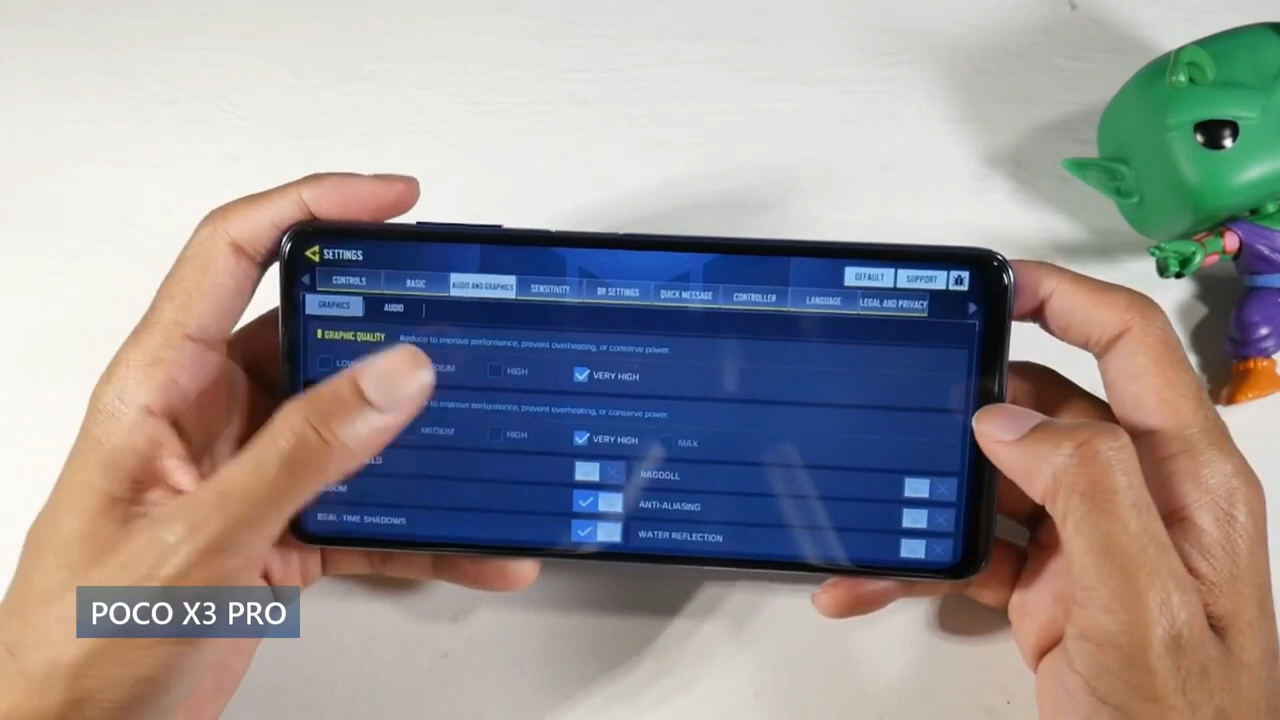 SETTINGS
DEFAULT SUPPORT
CONTROLS BASIC AUDIO AND GRAPHICS SENSITIVITY BR SETTINGS QUICK MESSAGE CONTROLLER LANGUAGE LEGAL AND PRIVACY
GRAPHICS AUDIO
GRAPHIC QUALITY Reduce to improve performance, prevent overheating, or conserve power.
HIGH VERY HIGH
to improve performance, prevent overheating, or conserve power.
MEDIUM HIGH VERY HIGH MAX
RAGDOLL
ANTI-ALIASING
REAL-TIME SHADOWS WATER REFLECTION
POCO X3 PRO